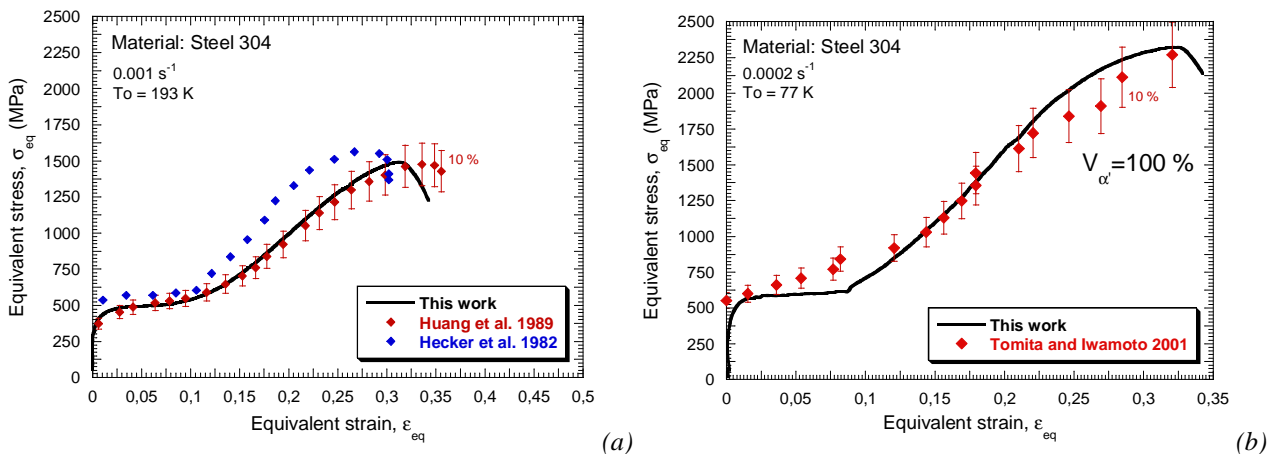 Material: Steel 304
0.001 s⁻¹
To = 193 K
2500
2250
2000
1750
1500
1250
1000
750
500
250
0
Equivalent stress, σeq (MPa)
10 %
This work
Huang et al. 1989
Hecker et al. 1982
0 0,05 0,1 0,15 0,2 0,25 0,3 0,35 0,4 0,45 0,5
Equivalent strain, εeq
(a)
Material: Steel 304
0.0002 s⁻¹
To = 77 K
2500
2250
2000
1750
1500
1250
1000
750
500
250
0
Equivalent stress, σeq (MPa)
10 %
Vα'=100 %
This work
Tomita and Iwamoto 2001
0 0,05 0,1 0,15 0,2 0,25 0,3 0,35
Equivalent strain, εeq
(b)